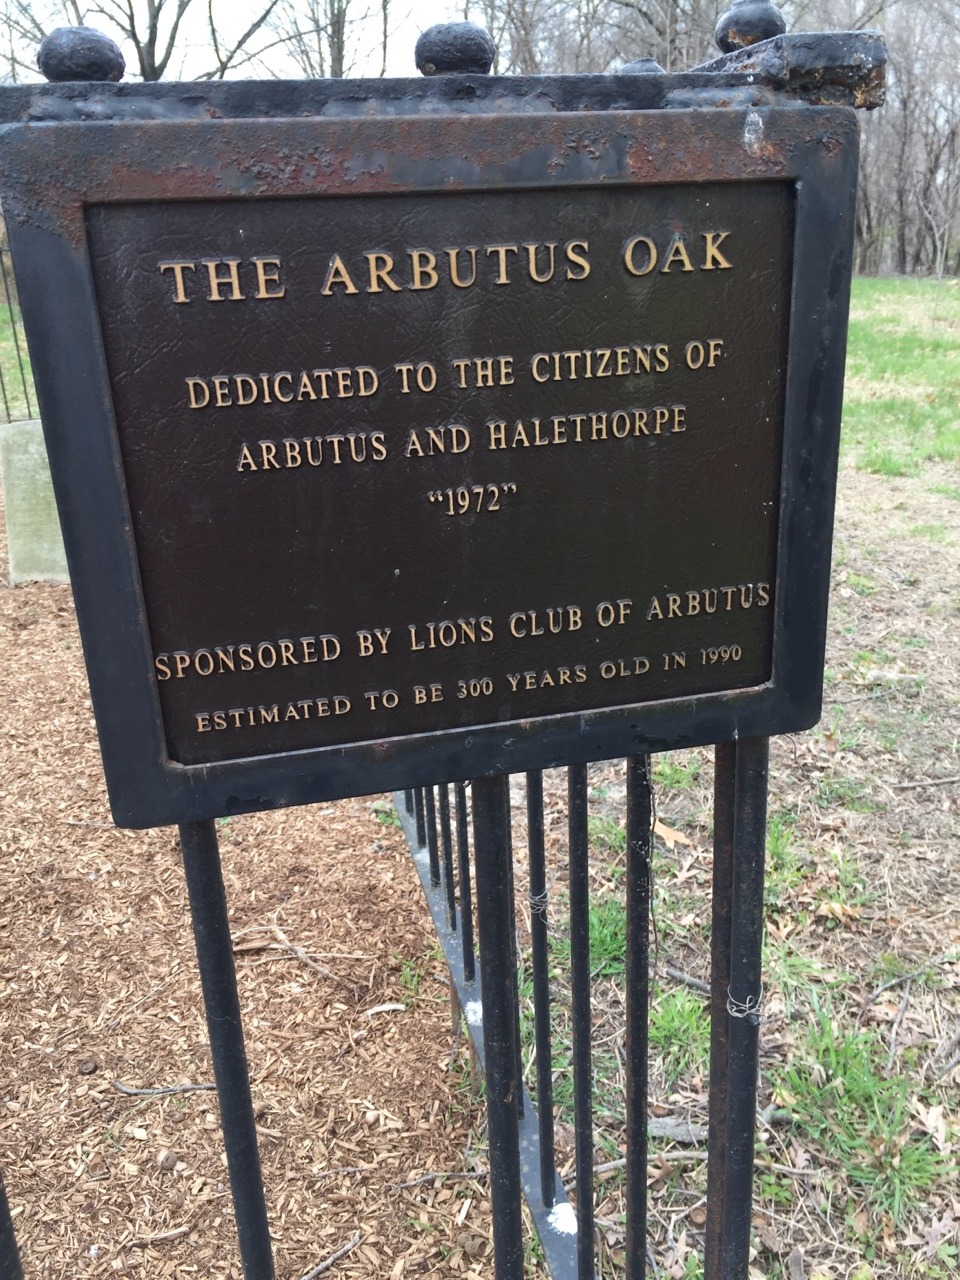 THE ARBUTUS OAK
DEDICATED TO THE CITIZENS OF
ARBUTUS AND HALETHORPE
“1972”
SPONSORED BY LIONS CLUB OF ARBUTUS
ESTIMATED TO BE 300 YEARS OLD IN 1990